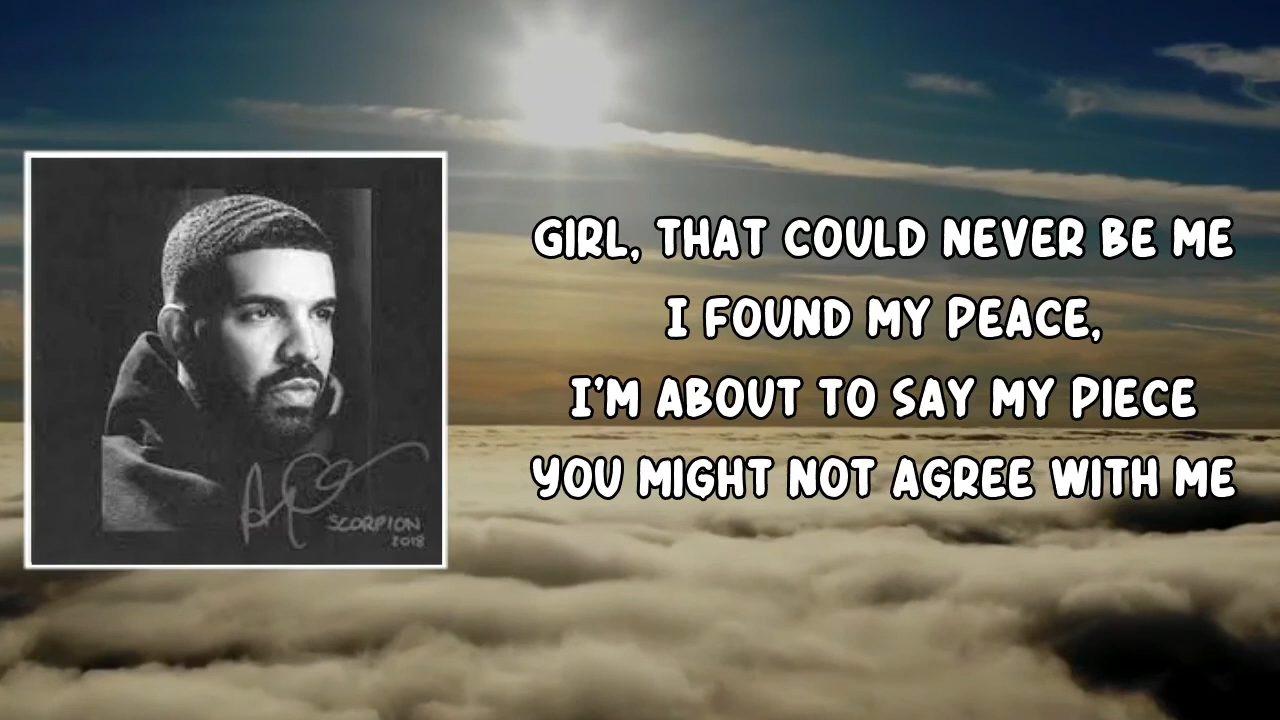 GIRL, THAT COULD NEVER BE ME
I FOUND MY PEACE,
I'M ABOUT TO SAY MY PIECE
YOU MIGHT NOT AGREE WITH ME
SCORPION
2018